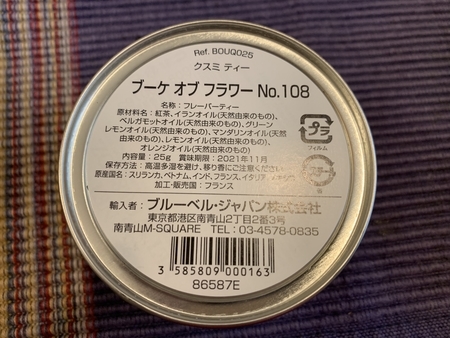 Ref. BOUQ025
クスミ ティー
ブーケ オブ フラワー No.108
名称：フレーバーティー
原材料名：紅茶、イランオイル(天然由来のもの)、
ベルガモットオイル(天然由来のもの)、グリーン
レモンオイル(天然由来のもの)、マンダリンオイル(天然
由来のもの)、レモンオイル(天然由来のもの)、
オレンジオイル(天然由来のもの)
内容量：25g 賞味期限：2021年11月
保存方法：高温多湿を避け、移り香にご注意ください
原産国名：スリランカ、ベトナム、インド、フランス、イタリア、
加工・販売国：フランス
プラ
フィルム
輸入者：ブルーベル・ジャパン株式会社
東京都港区南青山2丁目2番3号
南青山M-SQUARE TEL：03-4578-0835
3 585809 000163
86587E